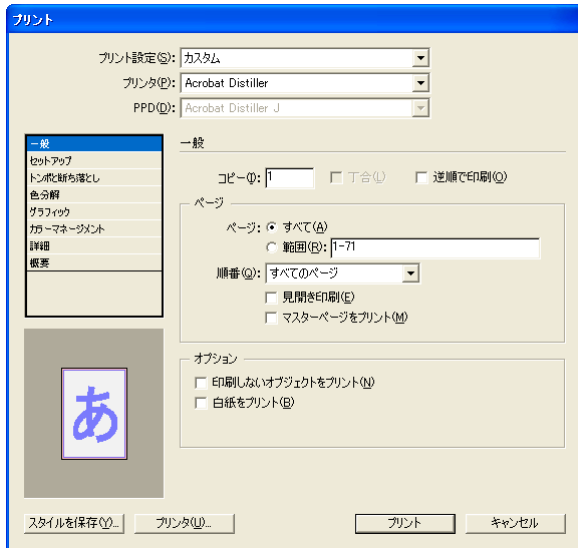 プリント
プリント設定(S): カスタム
プリンタ(P): Acrobat Distiller
PPD(D): Acrobat Distiller J
一般
セットアップ
トンボと断ち落とし
色分解
グラフィック
カラーマネージメント
詳細
概要
一般
コピー(I): 1 丁合(L) 逆順で印刷(O)
ページ
ページ: すべて(A)
範囲(R): 1-71
順番(Q): すべてのページ
見開き印刷(E)
マスターページをプリント(M)
オプション
印刷しないオブジェクトをプリント(N)
白紙をプリント(B)
あ
スタイルを保存(Y)... プリンタ(U)... プリント キャンセル